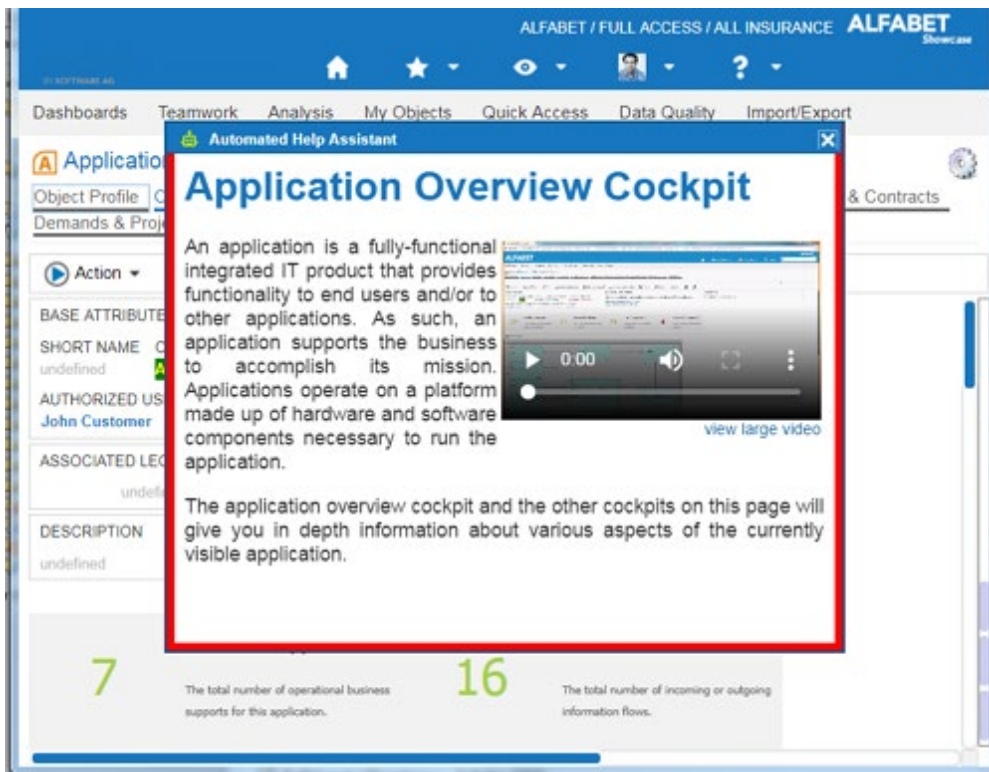 ALFABET / FULL ACCESS / ALL INSURANCE ALFABET
Showcase
SOFTWARE AG
?
Dashboards Teamwork Analysis My Objects Quick Access Data Quality Import/Export
Automated Help Assistant
A Applicatio
Object Profile
& Contracts
Demands & Proj
Application Overview Cockpit
An application is a fully-functional
integrated IT product that provides
functionality to end users and/or to
other applications. As such, an
application supports the business
to accomplish its mission.
Applications operate on a platform
made up of hardware and software
components necessary to run the
application.
0:00
view large video
The application overview cockpit and the other cockpits on this page will
give you in depth information about various aspects of the currently
visible application.
Action
BASE ATTRIBUTE
SHORT NAME
undefined
AUTHORIZED US
John Customer
ASSOCIATED LEG
undefi
DESCRIPTION
undefined
7
The total number of operational business
supports for this application.
16
The total number of incoming or outgoing
information flows.